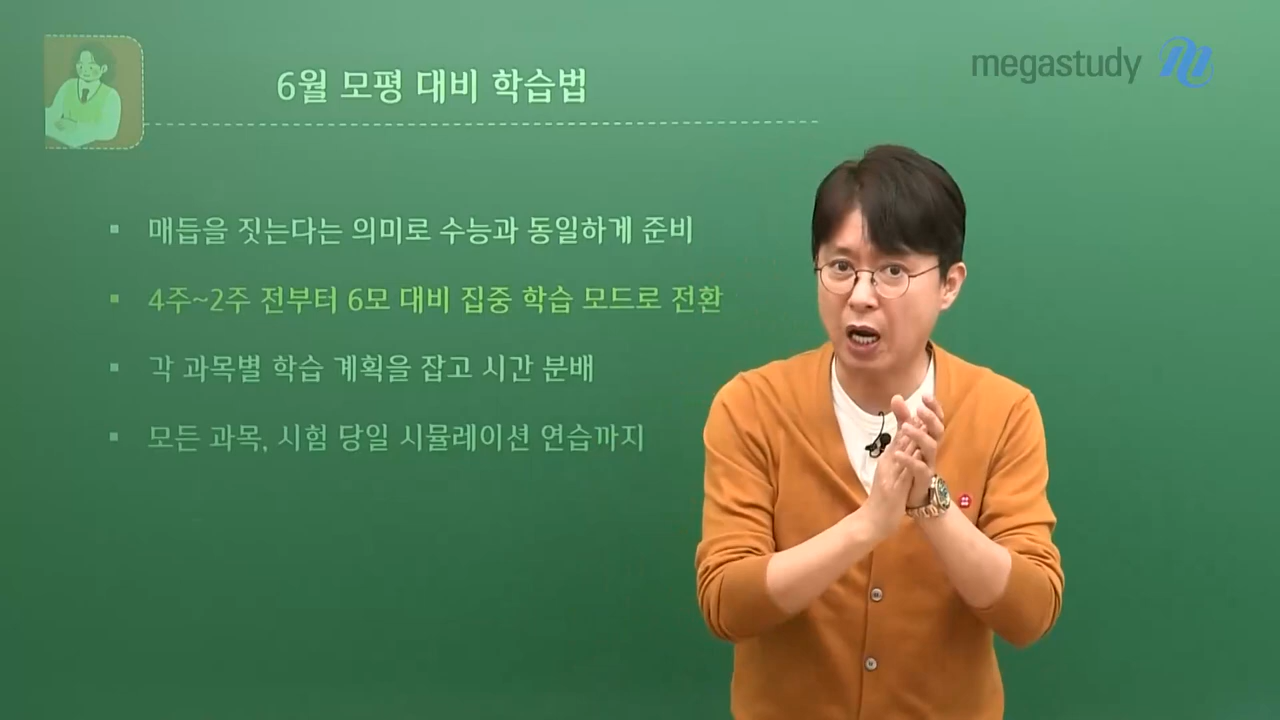 6월 모평 대비 학습법
megastudy
매듭을 짓는다는 의미로 수능과 동일하게 준비
4주~2주 전부터 6모 대비 집중 학습 모드로 전환
각 과목별 학습 계획을 잡고 시간 분배
모든 과목, 시험 당일 시뮬레이션 연습까지